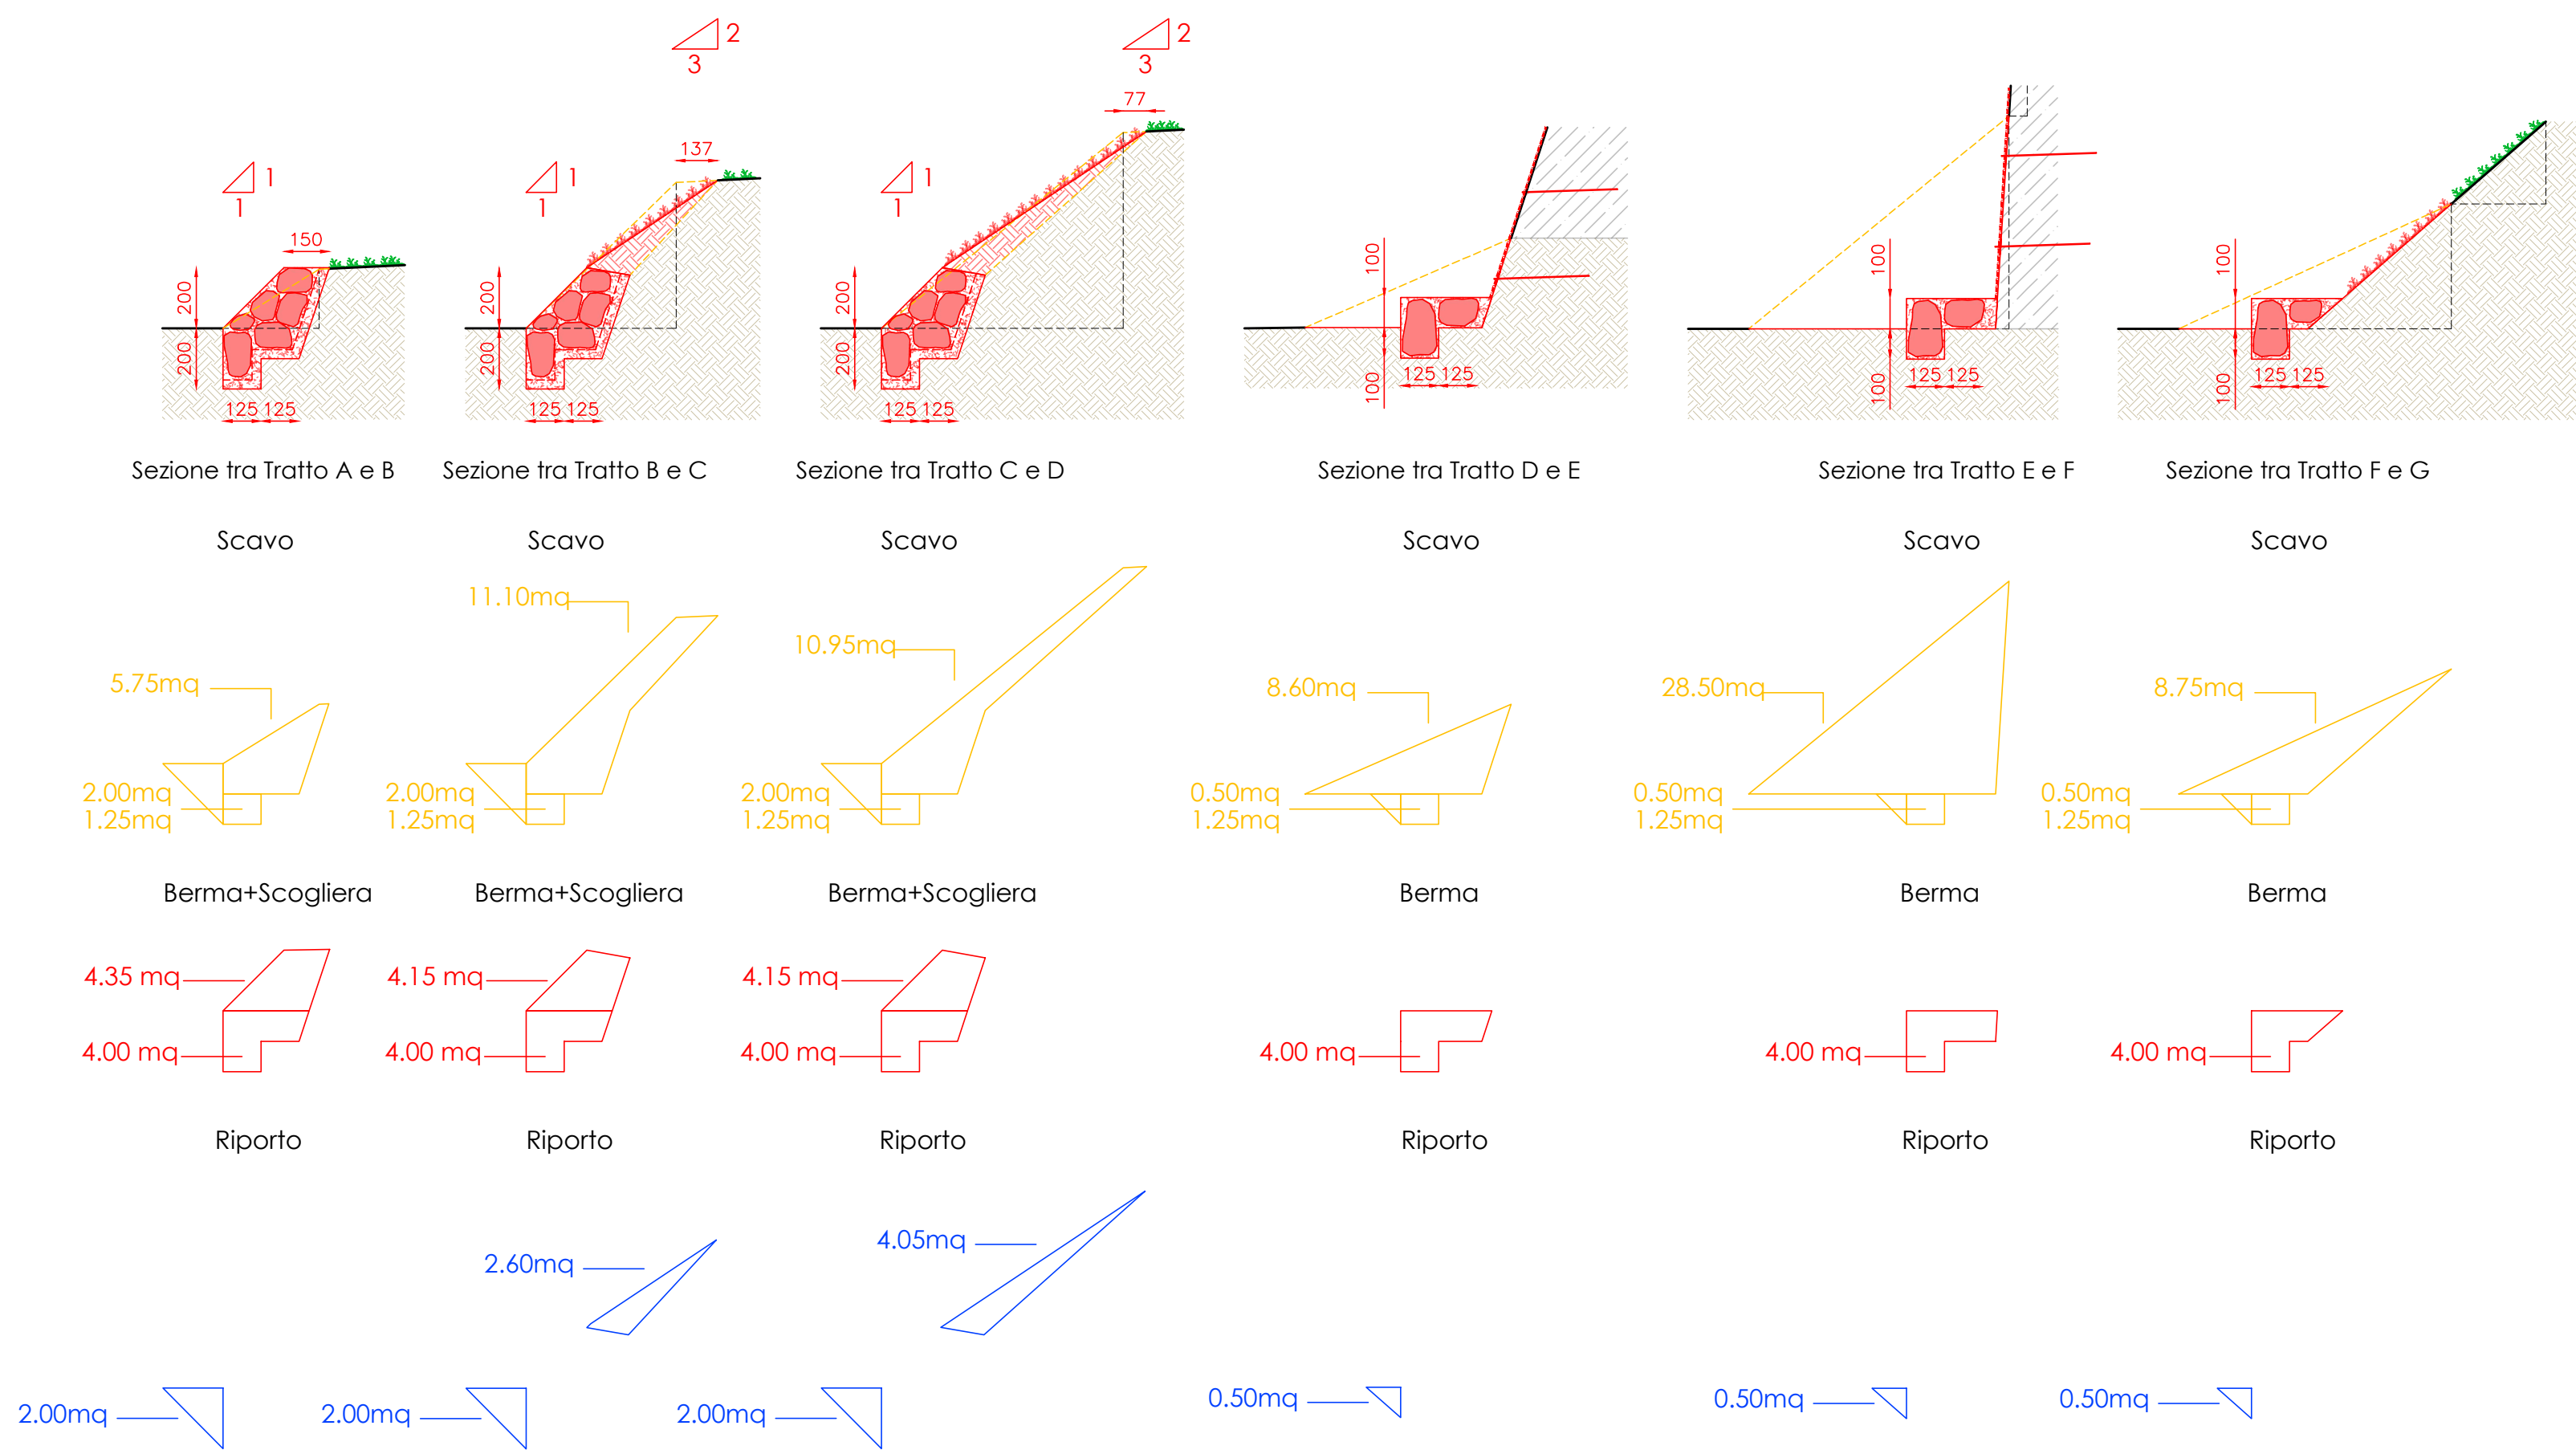 2
3
2
3
77
137
1
1
1
1
1
1
150
200
200
125 125
200
200
125 125
200
200
125 125
100
100
125 125
100
100
125 125
100
100
125 125
Sezione tra Tratto A e B
Sezione tra Tratto B e C
Sezione tra Tratto C e D
Sezione tra Tratto D e E
Sezione tra Tratto E e F
Sezione tra Tratto F e G
Scavo
Scavo
Scavo
Scavo
Scavo
Scavo
5.75mq
11.10mq
10.95mq
8.60mq
28.50mq
8.75mq
2.00mq
1.25mq
2.00mq
1.25mq
2.00mq
1.25mq
0.50mq
1.25mq
0.50mq
1.25mq
0.50mq
1.25mq
Berma+Scogliera
Berma+Scogliera
Berma+Scogliera
Berma
Berma
Berma
4.35 mq
4.15 mq
4.15 mq
4.00 mq
4.00 mq
4.00 mq
4.00 mq
4.00 mq
4.00 mq
Riporto
Riporto
Riporto
Riporto
Riporto
Riporto
2.60mq
4.05mq
2.00mq
2.00mq
2.00mq
0.50mq
0.50mq
0.50mq